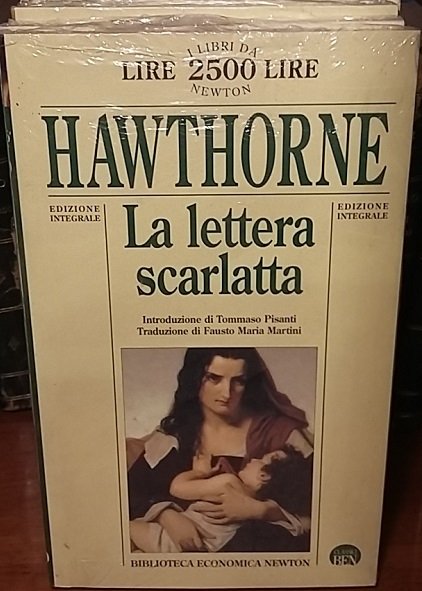 I LIBRI DA
LIRE 2500 LIRE
NEWTON
HAWTHORNE
EDIZIONE
INTEGRALE
EDIZIONE
INTEGRALE
La lettera
scarlatta
Introduzione di Tommaso Pisanti
Traduzione di Fausto Maria Martini
BIBLIOTECA ECONOMICA NEWTON
CLASSICI
BEN